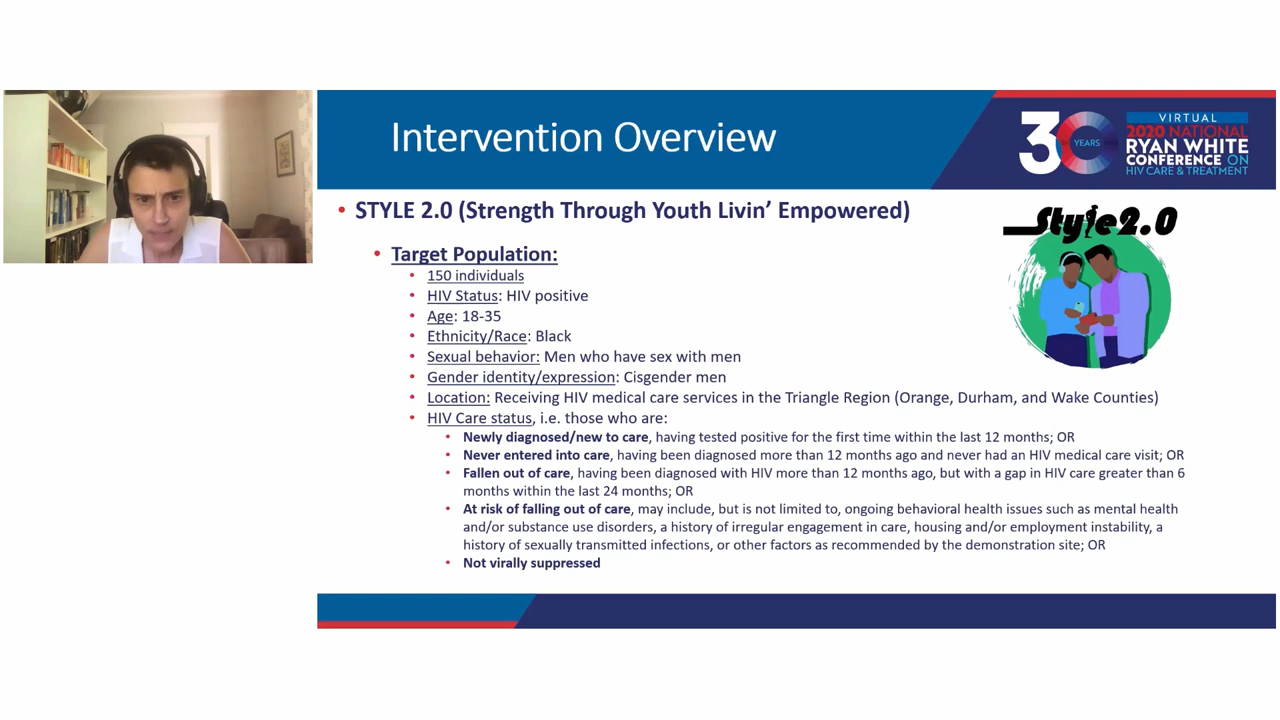 Intervention Overview
30
YEARS
VIRTUAL
2020 NATIONAL
RYAN WHITE
CONFERENCE ON
HIV CARE & TREATMENT
• STYLE 2.0 (Strength Through Youth Livin’ Empowered)
Style2.0
• Target Population:
• 150 individuals
• HIV Status: HIV positive
• Age: 18-35
• Ethnicity/Race: Black
• Sexual behavior: Men who have sex with men
• Gender identity/expression: Cisgender men
• Location: Receiving HIV medical care services in the Triangle Region (Orange, Durham, and Wake Counties)
• HIV Care status, i.e. those who are:
• Newly diagnosed/new to care, having tested positive for the first time within the last 12 months; OR
• Never entered into care, having been diagnosed more than 12 months ago and never had an HIV medical care visit; OR
• Fallen out of care, having been diagnosed with HIV more than 12 months ago, but with a gap in HIV care greater than 6
months within the last 24 months; OR
• At risk of falling out of care, may include, but is not limited to, ongoing behavioral health issues such as mental health
and/or substance use disorders, a history of irregular engagement in care, housing and/or employment instability, a
history of sexually transmitted infections, or other factors as recommended by the demonstration site; OR
• Not virally suppressed